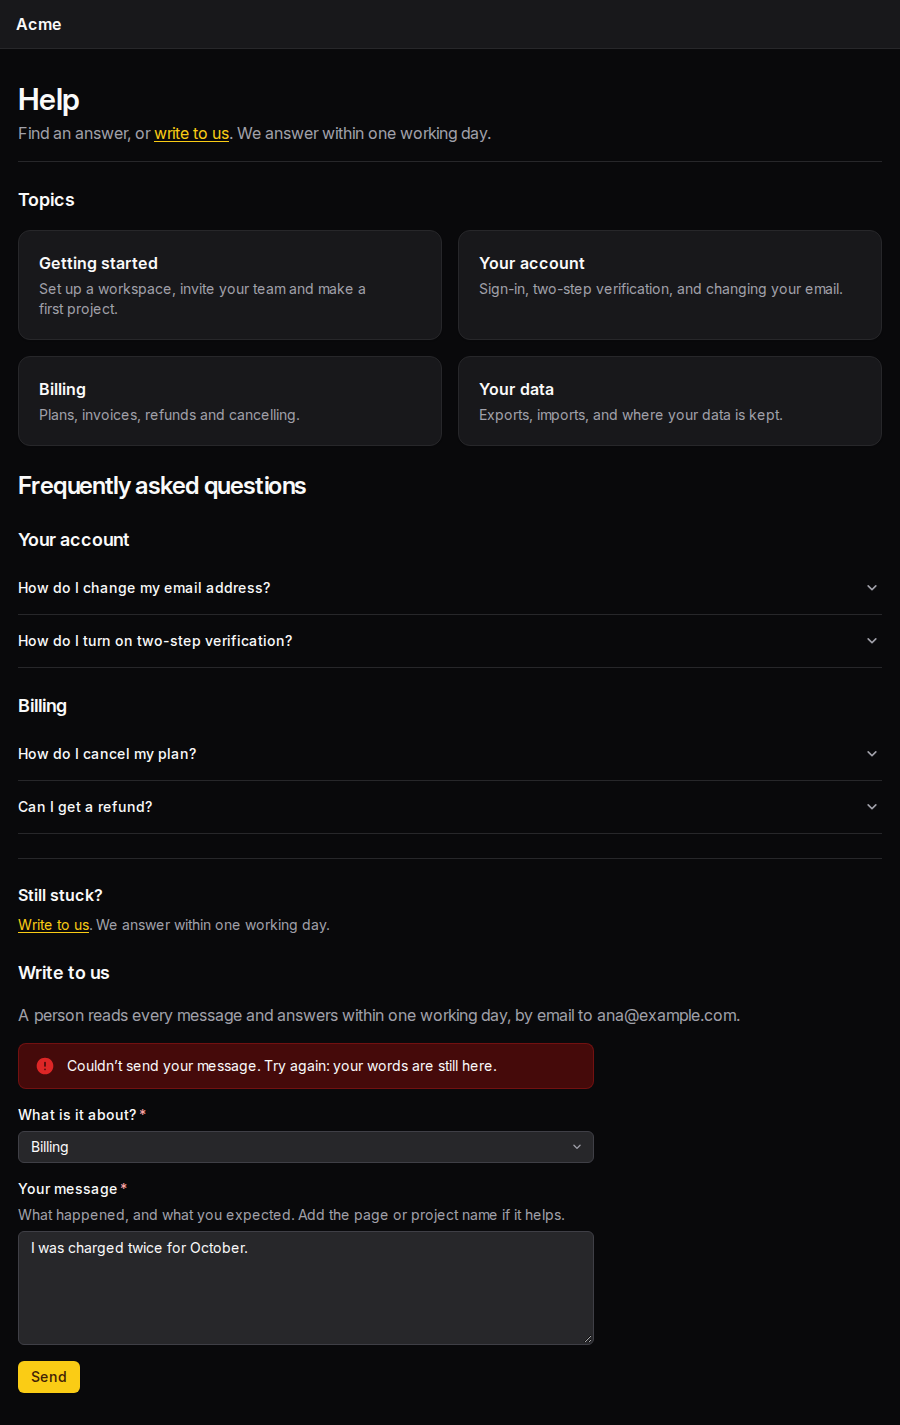 Acme
Help
Find an answer, or write to us. We answer within one working day.
Topics
Getting started
Set up a workspace, invite your team and make a
first project.
Your account
Sign-in, two-step verification, and changing your email.
Billing
Plans, invoices, refunds and cancelling.
Your data
Exports, imports, and where your data is kept.
Frequently asked questions
Your account
How do I change my email address?
How do I turn on two-step verification?
Billing
How do I cancel my plan?
Can I get a refund?
Still stuck?
Write to us. We answer within one working day.
Write to us
A person reads every message and answers within one working day, by email to ana@example.com.
Couldn’t send your message. Try again: your words are still here.
What is it about? *
Billing
Your message *
What happened, and what you expected. Add the page or project name if it helps.
I was charged twice for October.
Send